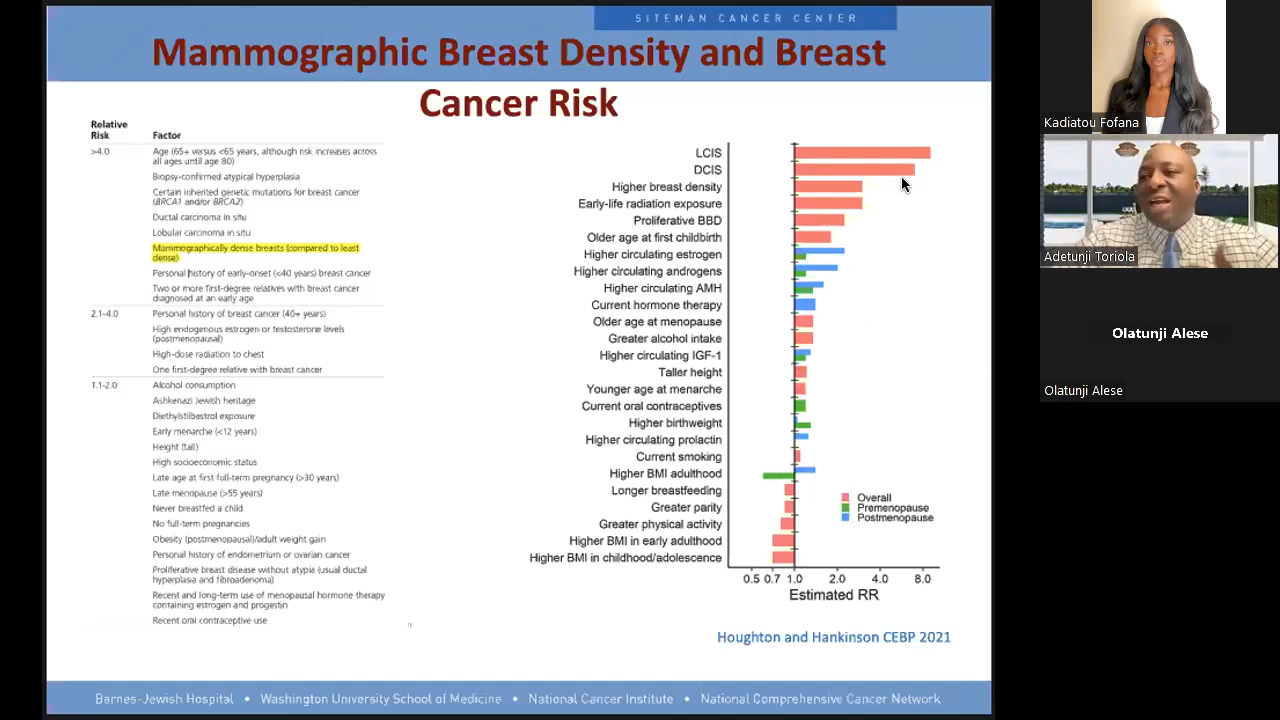 SITEMAN CANCER CENTER
Mammographic Breast Density and Breast
Cancer Risk
Relative
Risk
Factor
>4.0
Age (65+ versus <65 years, although risk increases across
all ages until age 80)
Biopsy-confirmed atypical hyperplasia
Certain inherited genetic mutations for breast cancer
(BRCA1 and/or BRCA2)
Ductal carcinoma in situ
Lobular carcinoma in situ
Mammographically dense breasts (compared to least
dense)
Personal history of early-onset (<40 years) breast cancer
Two or more first-degree relatives with breast cancer
diagnosed at an early age
2.1-4.0
Personal history of breast cancer (40+ years)
High endogenous estrogen or testosterone levels
(postmenopausal)
High-dose radiation to chest
One first-degree relative with breast cancer
1.1-2.0
Alcohol consumption
Ashkenazi Jewish heritage
Diethylstilbestrol exposure
Early menarche (<12 years)
Height (tall)
High socioeconomic status
Late age at first full-term pregnancy (>30 years)
Late menopause (>55 years)
Never breastfed a child
No full-term pregnancies
Obesity (postmenopausal)/adult weight gain
Personal history of endometrium or ovarian cancer
Proliferative breast disease without atypia (usual ductal
hyperplasia and fibroadenoma)
Recent and long-term use of menopausal hormone therapy
containing estrogen and progestin
Recent oral contraceptive use
LCIS
DCIS
Higher breast density
Early-life radiation exposure
Proliferative BBD
Older age at first childbirth
Higher circulating estrogen
Higher circulating androgens
Higher circulating AMH
Current hormone therapy
Older age at menopause
Greater alcohol intake
Higher circulating IGF-1
Taller height
Younger age at menarche
Current oral contraceptives
Higher birthweight
Higher circulating prolactin
Current smoking
Higher BMI adulthood
Longer breastfeeding
Greater parity
Greater physical activity
Higher BMI in early adulthood
Higher BMI in childhood/adolescence
Overall
Premenopause
Postmenopause
0.5 0.7 1.0 2.0 4.0 8.0
Estimated RR
Houghton and Hankinson CEBP 2021
Barnes-Jewish Hospital • Washington University School of Medicine • National Cancer Institute • National Comprehensive Cancer Network
Kadiatou Fofana
Adetunji Toriola
Olatunji Alese
Olatunji Alese